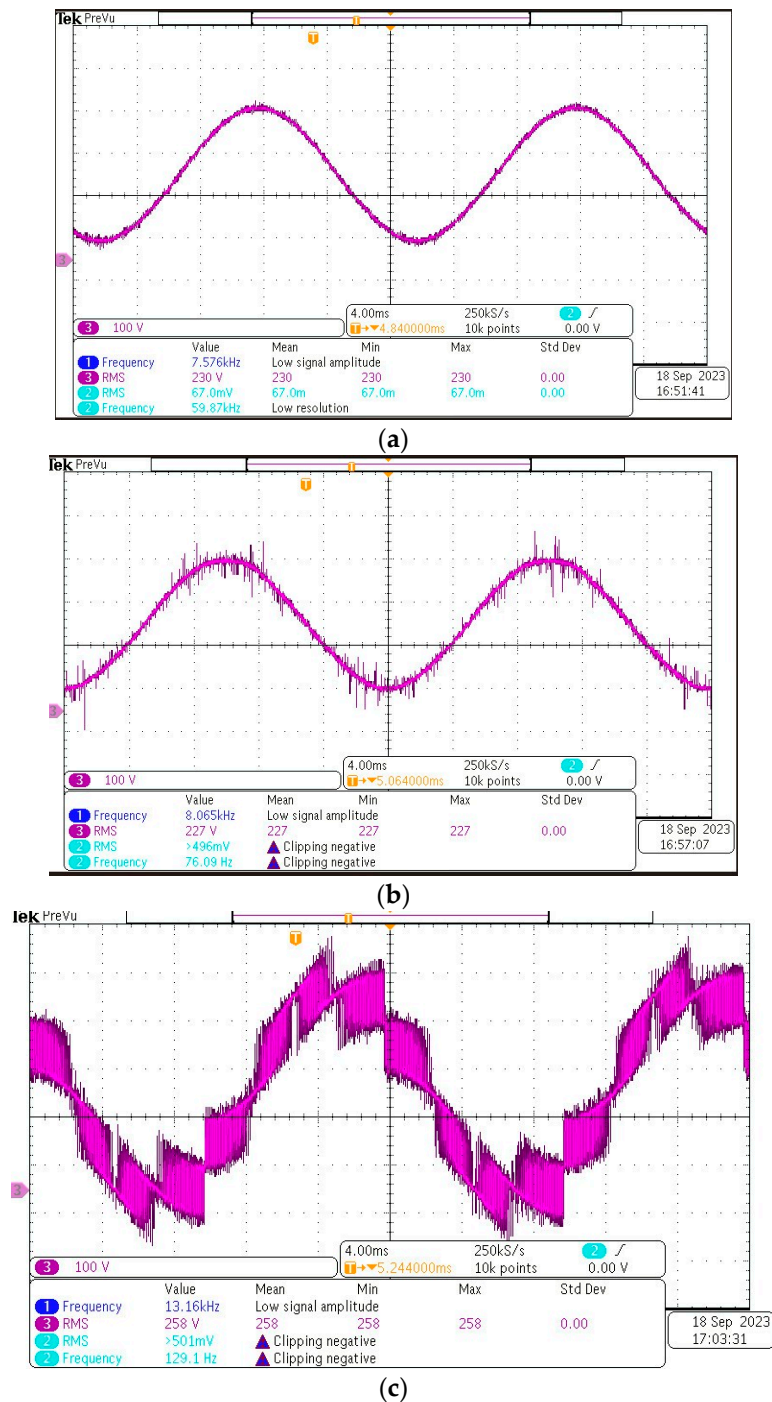 Tek PreVu
T
T
3
4.00ms 250kS/s 2 ∫
3 100 V T→▼4.840000ms 10k points 0.00 V
Value Mean Min Max Std Dev
1 Frequency 7.576kHz Low signal amplitude
3 RMS 230 V 230 230 230 0.00
2 RMS 67.0mV 67.0m 67.0m 67.0m 0.00
2 Frequency 59.87kHz Low resolution
18 Sep 2023
16:51:41
(a)
Tek PreVu
T
T
3
4.00ms 250kS/s 2 ∫
3 100 V T→▼5.064000ms 10k points 0.00 V
Value Mean Min Max Std Dev
1 Frequency 8.065kHz Low signal amplitude
3 RMS 227 V 227 227 227 0.00
2 RMS >496mV Clipping negative
2 Frequency 76.09 Hz Clipping negative
18 Sep 2023
16:57:07
(b)
Tek PreVu
T
T
3
4.00ms 250kS/s 2 ∫
3 100 V T→▼5.244000ms 10k points 0.00 V
Value Mean Min Max Std Dev
1 Frequency 13.16kHz Low signal amplitude
3 RMS 258 V 258 258 258 0.00
2 RMS >501mV Clipping negative
2 Frequency 129.1 Hz Clipping negative
18 Sep 2023
17:03:31
(c)